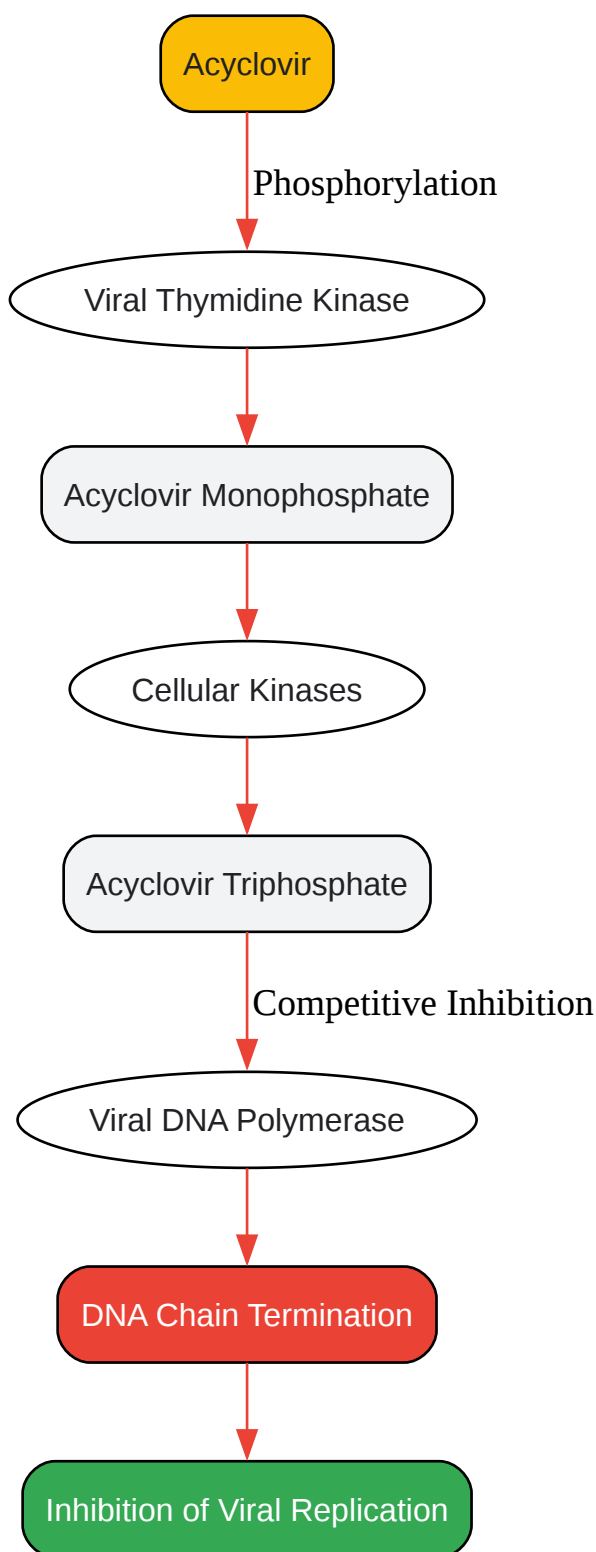 Acyclovir
Phosphorylation
Viral Thymidine Kinase
Acyclovir Monophosphate
Cellular Kinases
Acyclovir Triphosphate
Competitive Inhibition
Viral DNA Polymerase
DNA Chain Termination
Inhibition of Viral Replication